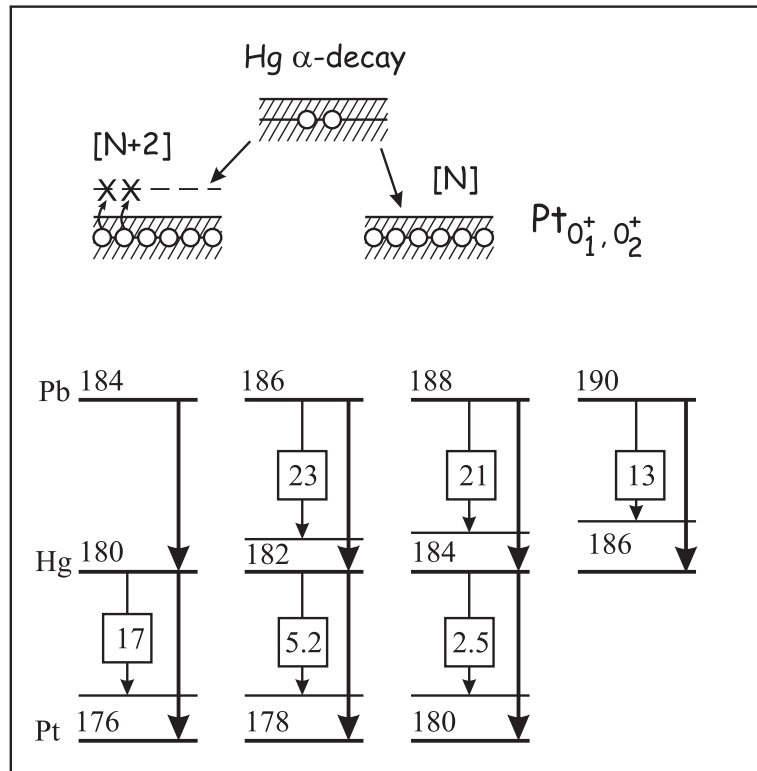 Hg α-decay
[N+2]
[N]
X X
Pt0+1, 0+2
184 186 188 190
Pb
23 21 13
180 182 184 186
Hg
17 5.2 2.5
176 178 180
Pt